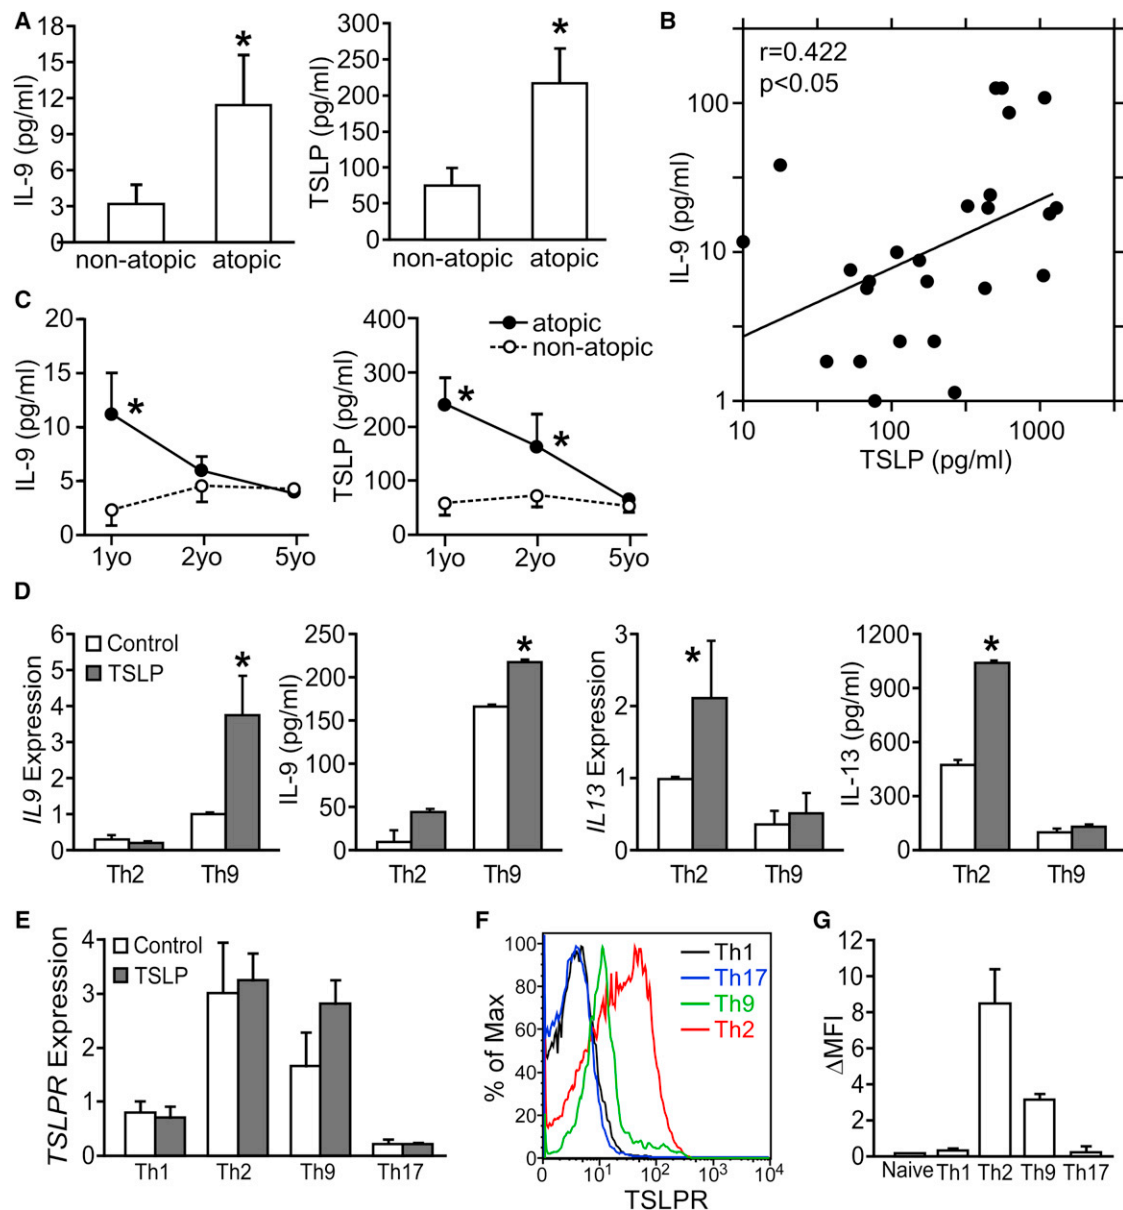 A
IL-9 (pg/ml)
18
15
12
9
6
3
0
*
non-atopic atopic
TSLP (pg/ml)
300
250
200
150
100
50
0
*
non-atopic atopic
B
r=0.422
p<0.05
IL-9 (pg/ml)
100
10
1
10 100 1000
TSLP (pg/ml)
C
IL-9 (pg/ml)
20
15
10
5
0
*
1yo 2yo 5yo
TSLP (pg/ml)
400
300
200
100
0
atopic
non-atopic
*
*
1yo 2yo 5yo
D
IL9 Expression
6
5
4
3
2
1
0
Control
TSLP
*
Th2 Th9
IL-9 (pg/ml)
250
200
150
100
50
0
*
Th2 Th9
IL13 Expression
3
2
1
0
*
Th2 Th9
IL-13 (pg/ml)
1200
900
600
300
0
*
Th2 Th9
E
TSLPR Expression
4
3
2
1
0
Control
TSLP
Th1 Th2 Th9 Th17
F
% of Max
100
80
60
40
20
0
Th1
Th17
Th9
Th2
0 10¹ 10² 10³ 10⁴
TSLPR
G
ΔMFI
12
10
8
6
4
2
0
Naive Th1 Th2 Th9 Th17